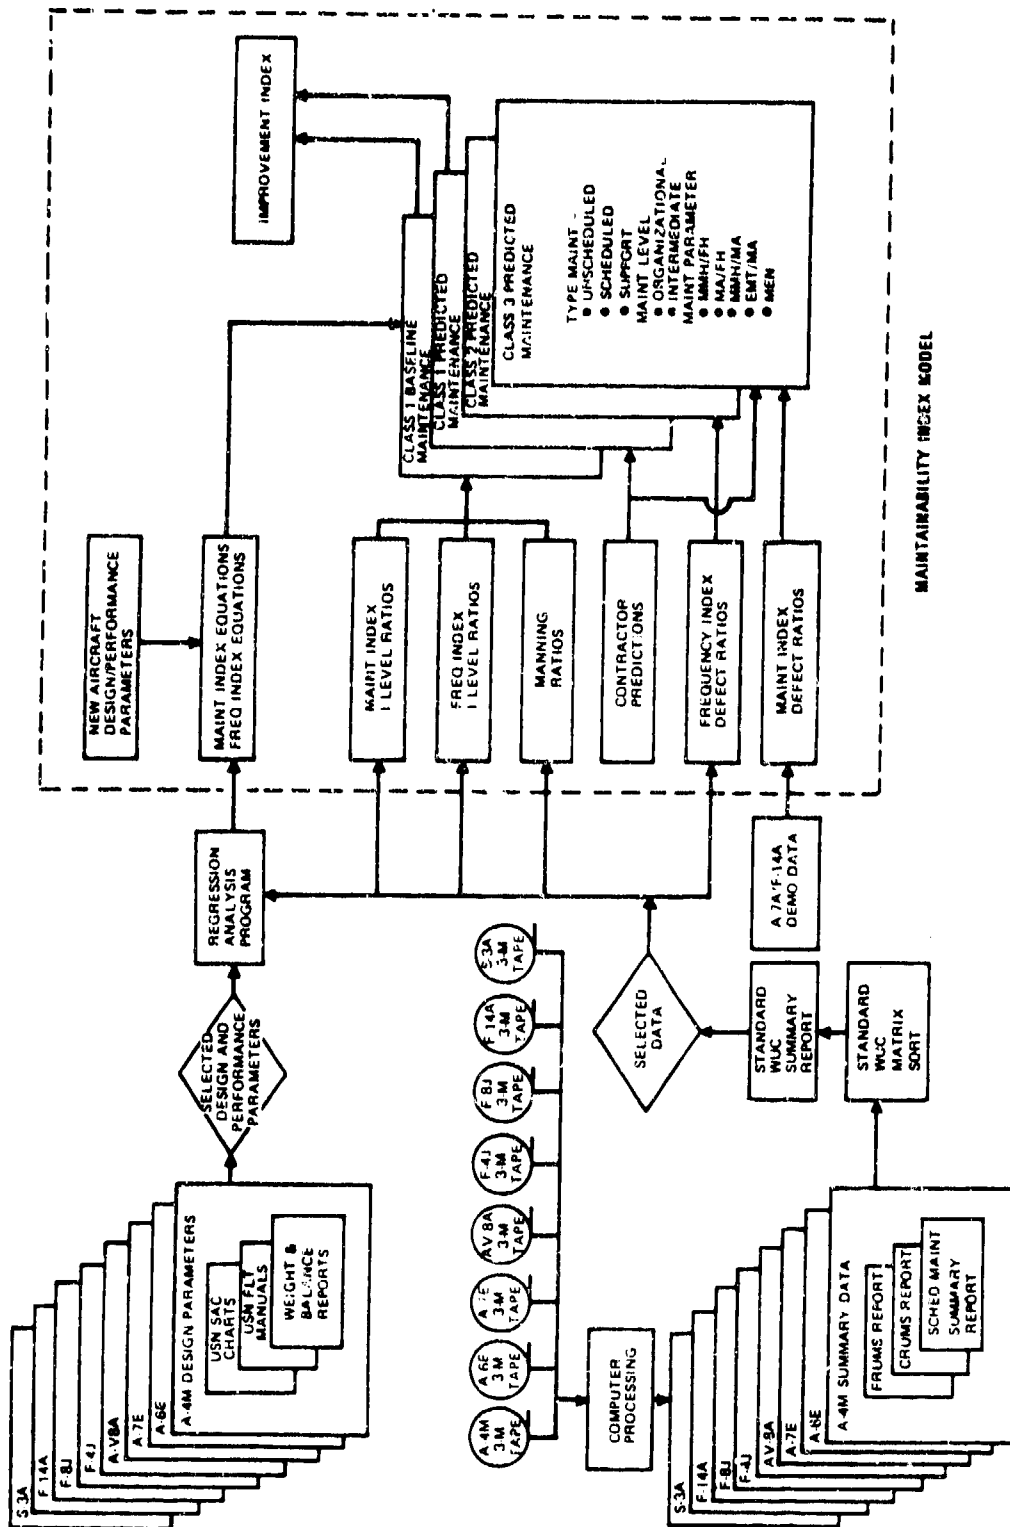 S-3A
F-14A
F-8J
F-4J
A-V8A
A-7E
A-6E
A-4M DESIGN PARAMETERS
USN SAC
CHARTS
USN FLT
MANUALS
WEIGHT &
BALANCE
REPORTS
SELECTED
DESIGN AND
PERFORMANCE
PARAMETERS
REGRESSION
ANALYSIS
PROGRAM
NEW AIRCRAFT
DESIGN/PERFORMANCE
PARAMETERS
MAINT INDEX EQUATIONS
FREQ INDEX EQUATIONS
IMPROVEMENT INDEX
A-4M
3-M
TAPE
A 6E
3-M
TAPE
A 7E
3-M
TAPE
AV 8A
3-M
TAPE
F-4J
3-M
TAPE
F 8J
3-M
TAPE
F 14A
3-M
TAPE
S-3A
3-M
TAPE
COMPUTER
PROCESSING
S-3A
F-14A
F-8J
F-4J
AV-8A
A-7E
A-6E
A-4M SUMMARY DATA
FRUMS REPORT
CRUMS REPORT
SCHED MAINT
SUMMARY
REPORT
STANDARD
WUC
MATRIX
SORT
STANDARD
WUC
SUMMARY
REPORT
SELECTED
DATA
A 7A/F-14A
DEMO DATA
MAINT INDEX
I LEVEL RATIOS
FREQ INDEX
I LEVEL RATIOS
MANNING
RATIOS
CONTRACTOR
PREDICTIONS
FREQUENCY INDEX
DEFECT RATIOS
MAINT INDEX
DEFECT RATIOS
CLASS 1 BASELINE
MAINTENANCE
CLASS 1 PREDICTED
MAINTENANCE
CLASS 2 PREDICTED
MAINTENANCE
CLASS 3 PREDICTED
MAINTENANCE
TYPE MAINT -
● UNSCHEDULED
● SCHEDULED
● SUPPORT
MAINT LEVEL
● ORGANIZATIONAL
● INTERMEDIATE
MAINT PARAMETER
● MMH/FH
● MA/FH
● MMH/MA
● EMT/MA
● MEN
MAINTAINABILITY INDEX MODEL